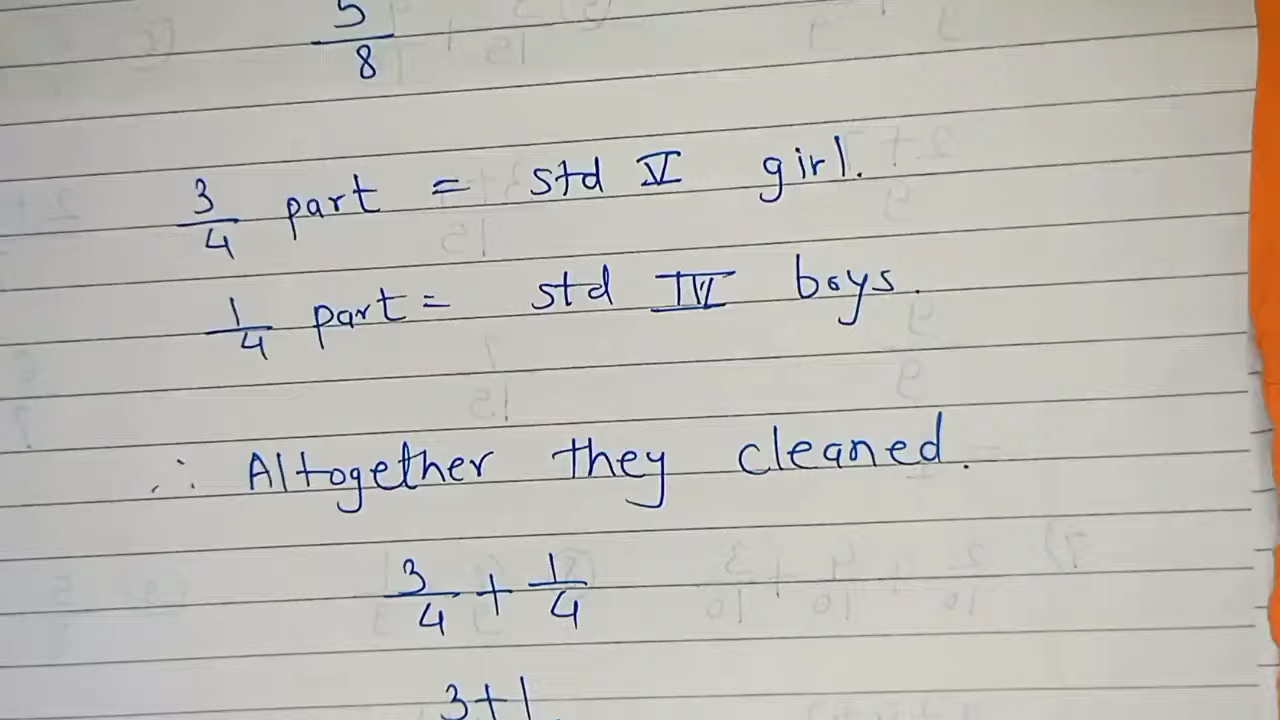 5/8
3/4 part = std V girl.
1/4 part = std IV boys.
∴ Altogether they cleaned.
3/4 + 1/4
3+1